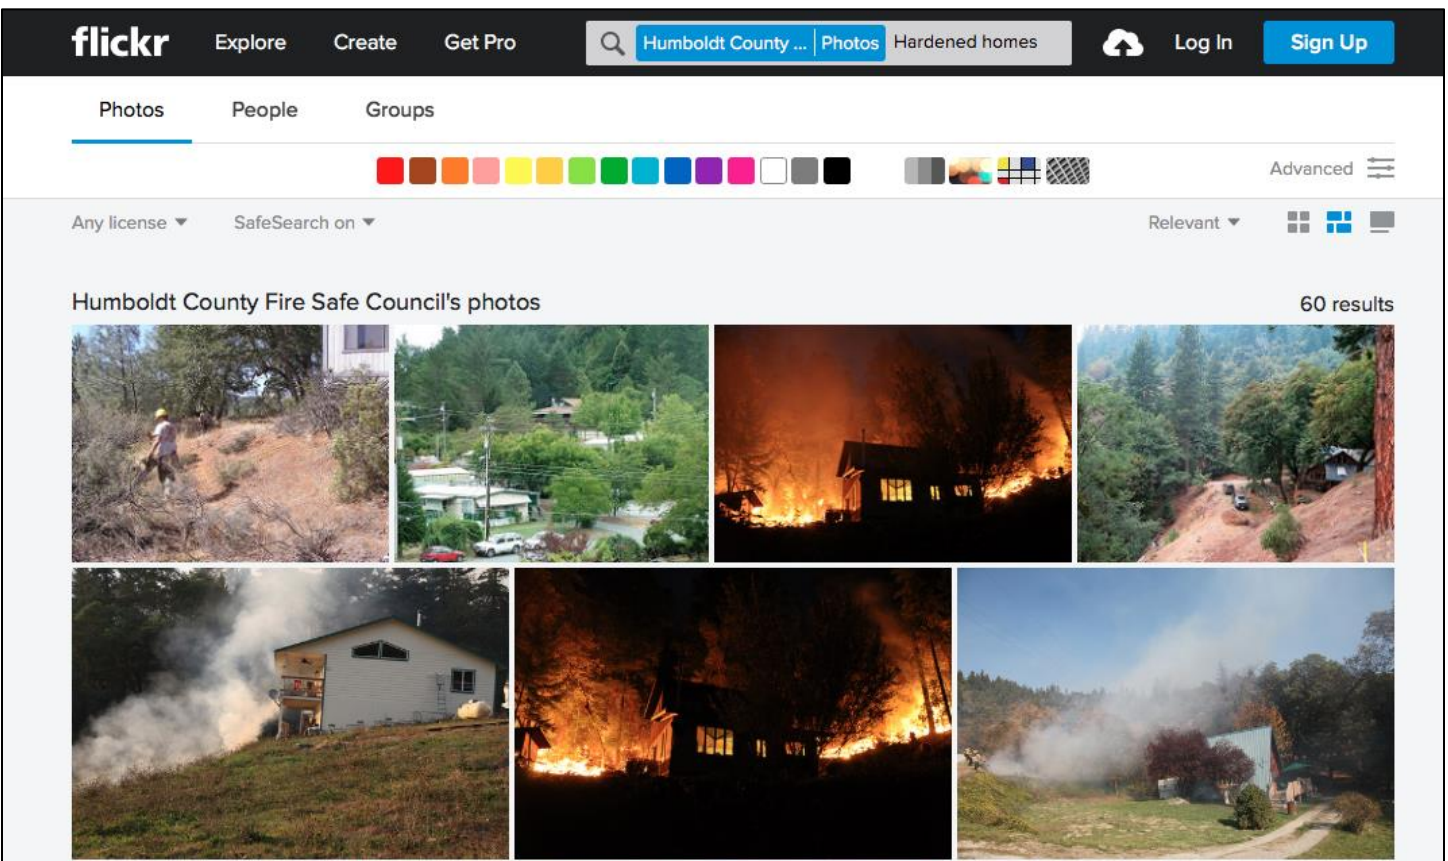 flickr Explore Create Get Pro Humboldt County ... Photos Hardened homes Log In Sign Up
Photos People Groups
Advanced
Any license SafeSearch on Relevant
Humboldt County Fire Safe Council's photos 60 results